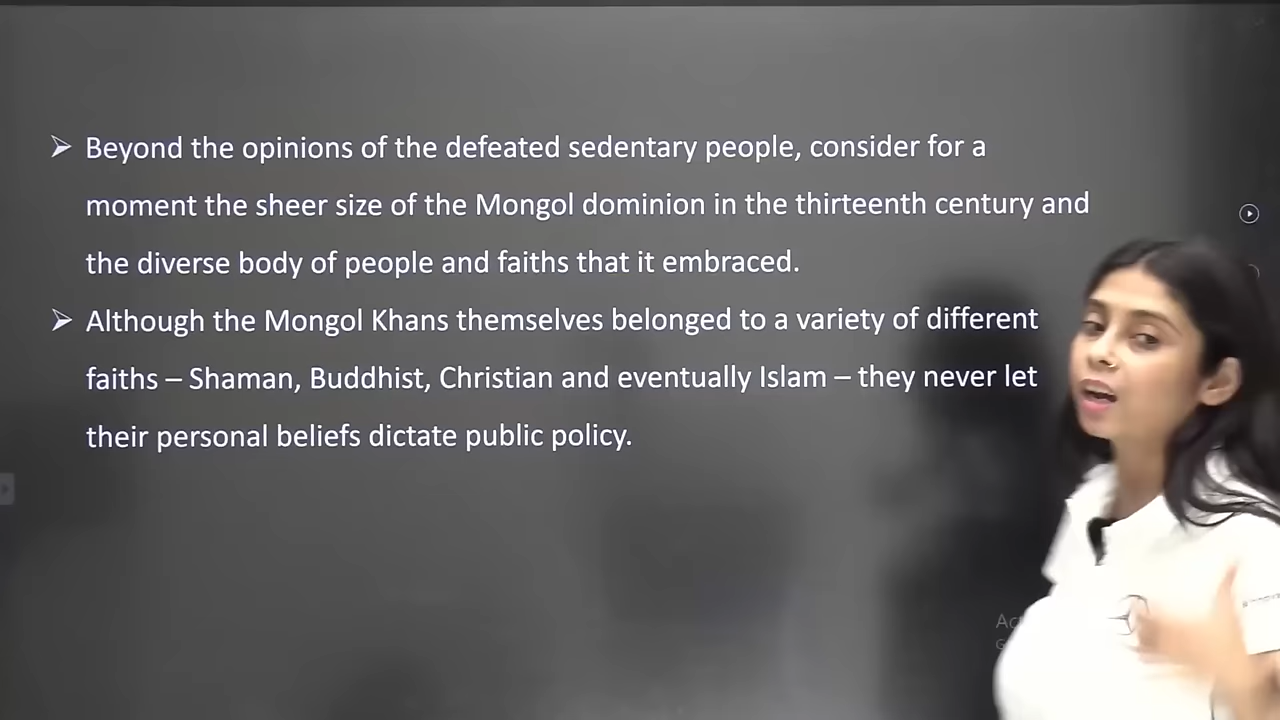 ➢ Beyond the opinions of the defeated sedentary people, consider for a
moment the sheer size of the Mongol dominion in the thirteenth century and
the diverse body of people and faiths that it embraced.
➢ Although the Mongol Khans themselves belonged to a variety of different
faiths – Shaman, Buddhist, Christian and eventually Islam – they never let
their personal beliefs dictate public policy.